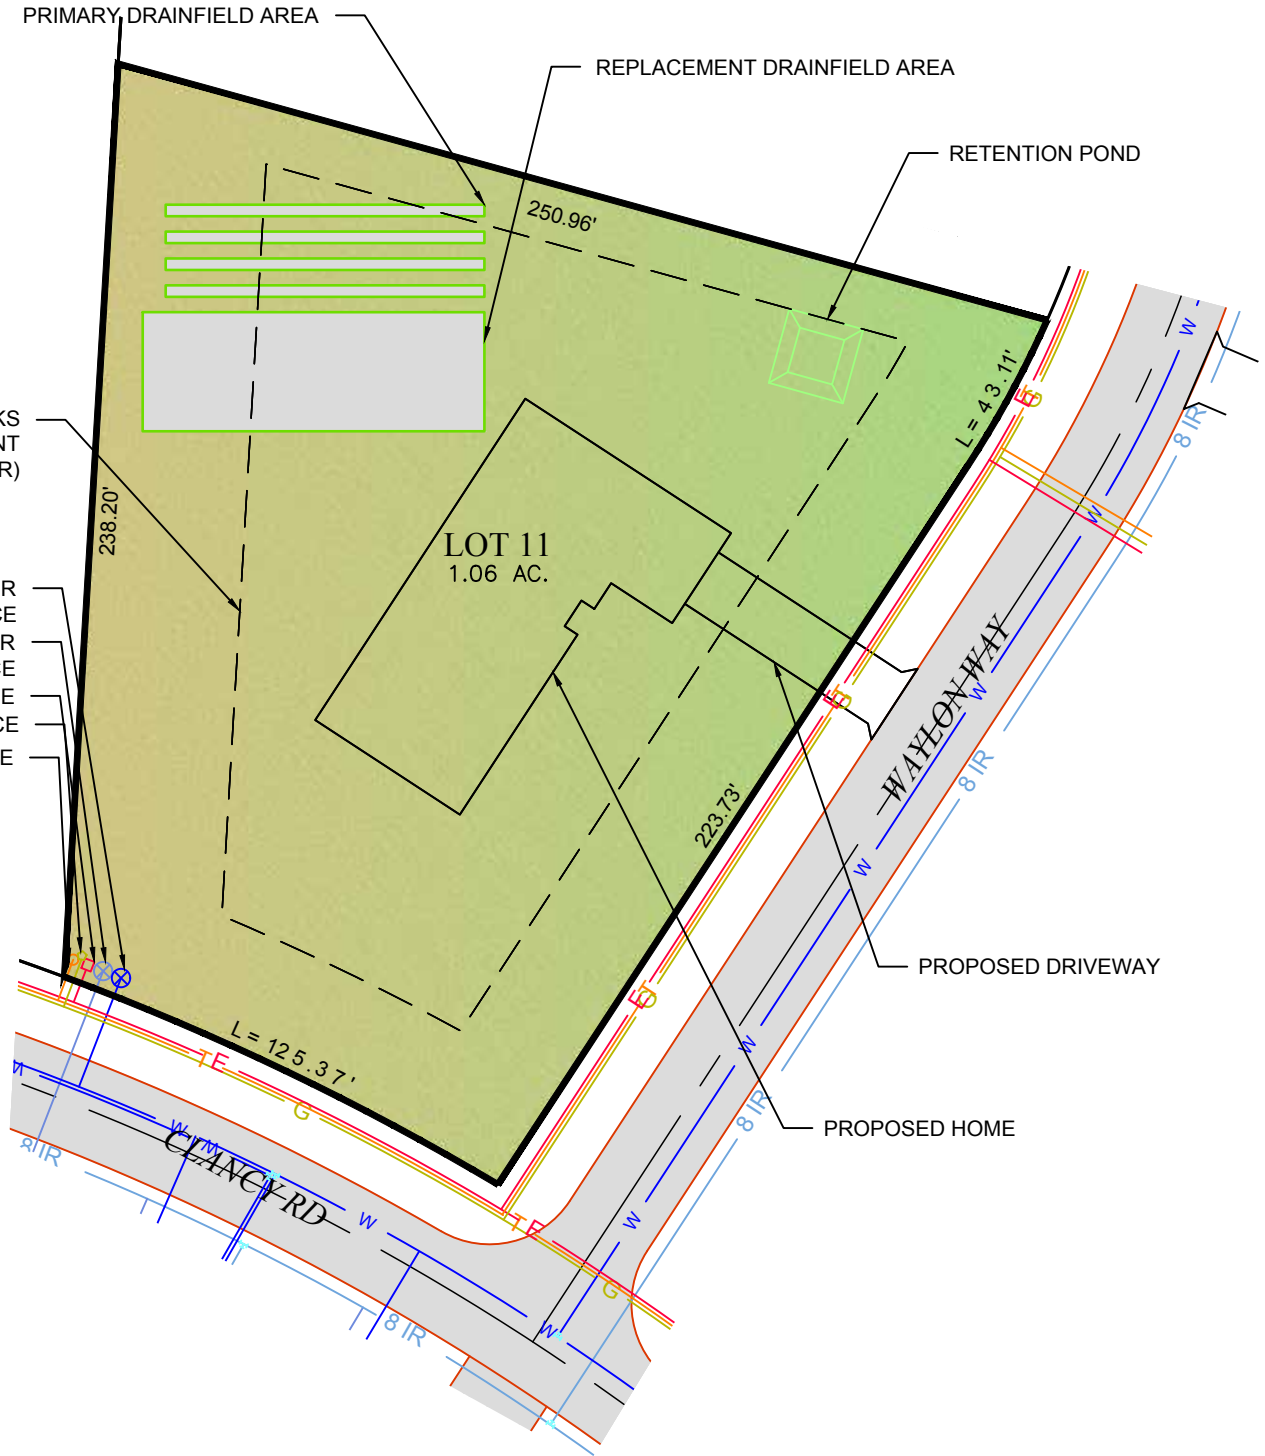 PRIMARY DRAINFIELD AREA
REPLACEMENT DRAINFIELD AREA
RETENTION POND
250.96'
L=43.11'
KS
NT
R)
238.20'
LOT 11
1.06 AC.
R
CE
R
CE
E
CE
E
WAYLON WAY
223.73'
PROPOSED DRIVEWAY
L=125.37'
PROPOSED HOME
CLANCY RD
W
W
W
W
W
W
W
W
W
W
W
W
8 IR
8 IR
8 IR
8 IR
8 IR
E
G
E
E
T
G
T
E
G
T
E
G